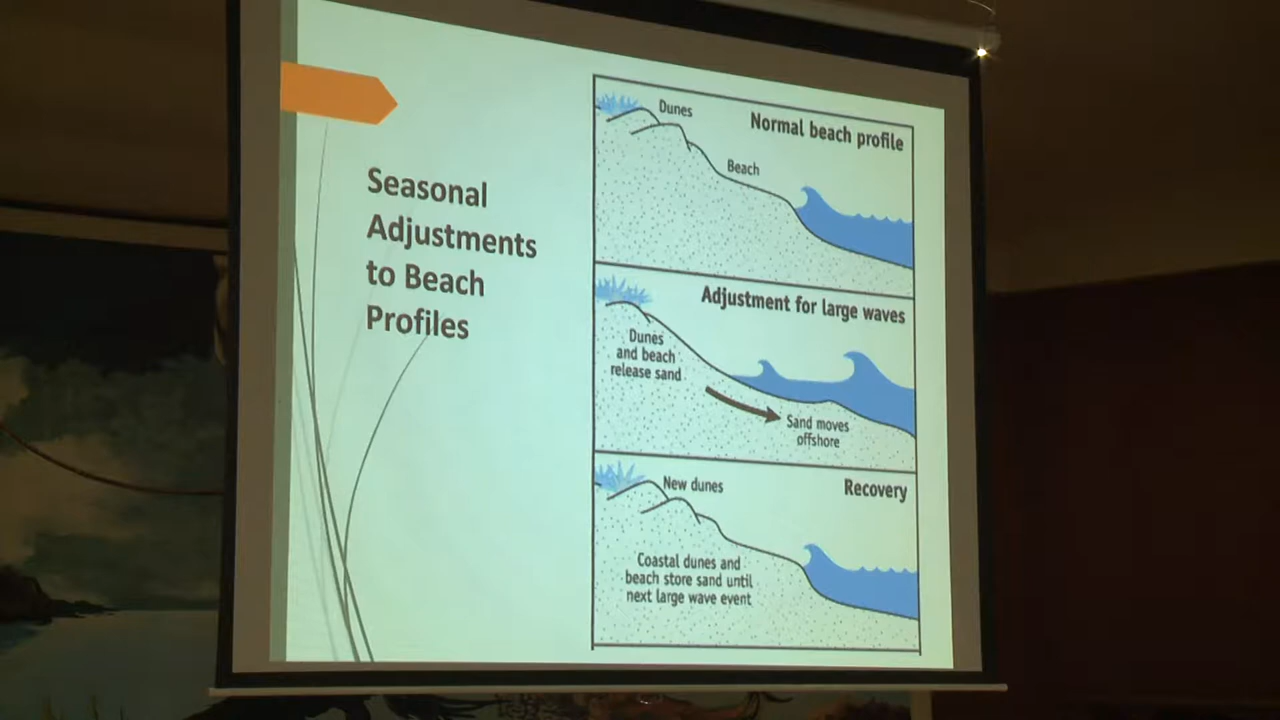 Seasonal
Adjustments
to Beach
Profiles
Dunes
Normal beach profile
Beach
Adjustment for large waves
Dunes
and beach
release sand
Sand moves
offshore
New dunes
Recovery
Coastal dunes and
beach store sand until
next large wave event